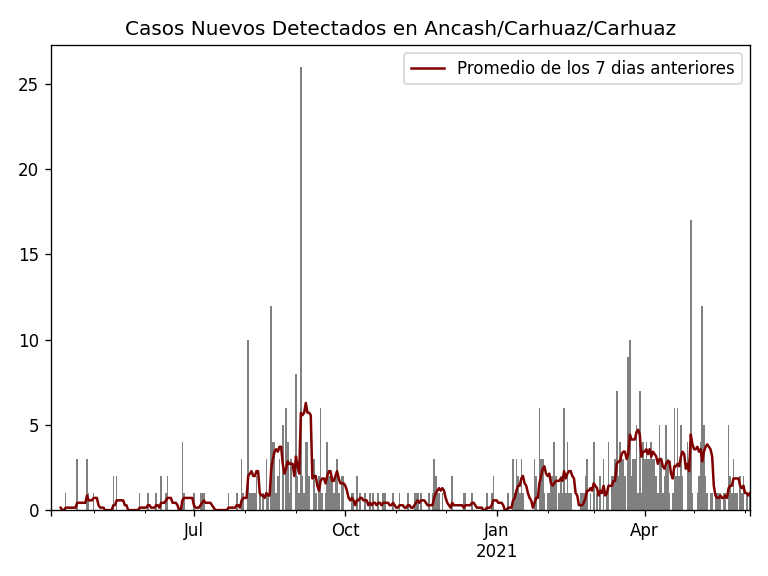 Casos Nuevos Detectados en Ancash/Carhuaz/Carhuaz
Promedio de los 7 dias anteriores
25
20
15
10
5
0
Jul
Oct
Jan
2021
Apr